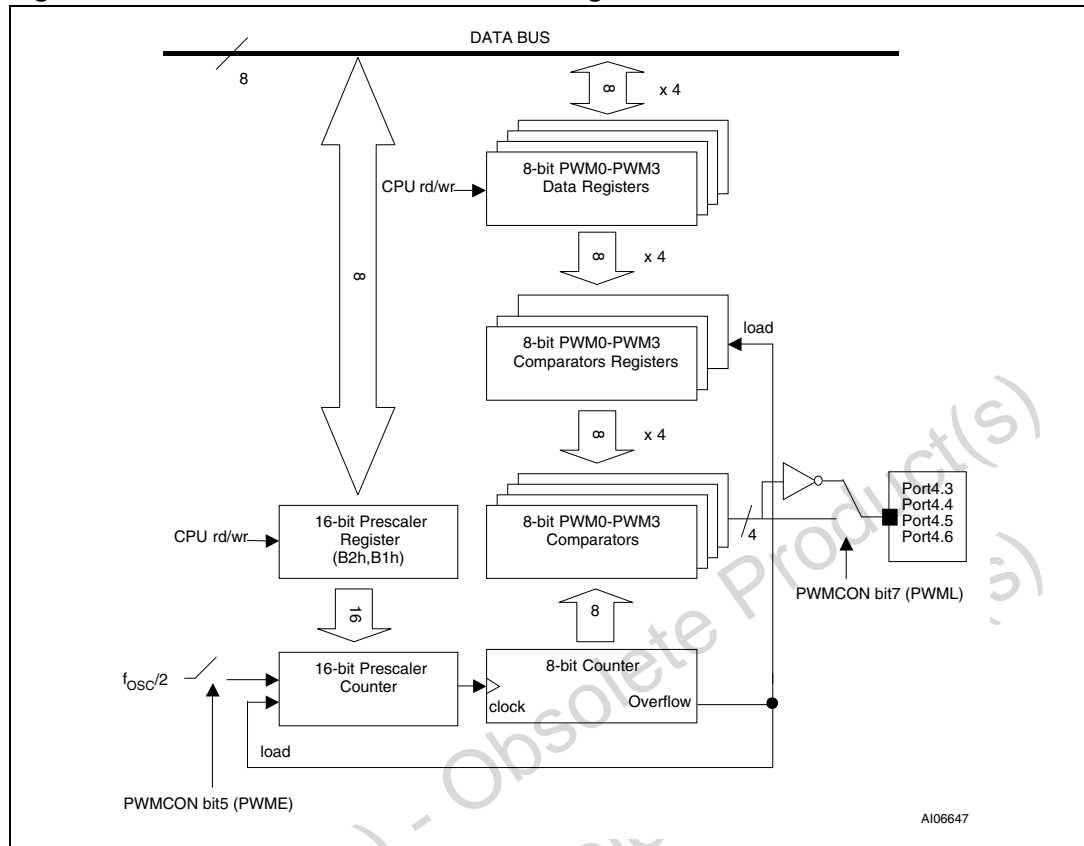 DATA BUS
8
8
x 4
8-bit PWM0-PWM3
Data Registers
CPU rd/wr
8
x 4
8
load
8-bit PWM0-PWM3
Comparators Registers
8
x 4
Port4.3
Port4.4
Port4.5
Port4.6
16-bit Prescaler
Register
(B2h,B1h)
CPU rd/wr
8-bit PWM0-PWM3
Comparators
4
PWMCON bit7 (PWML)
16
8
16-bit Prescaler
Counter
8-bit Counter
fOSC/2
clock
Overflow
load
PWMCON bit5 (PWME)
AI06647
) - Obsolete Product(s)